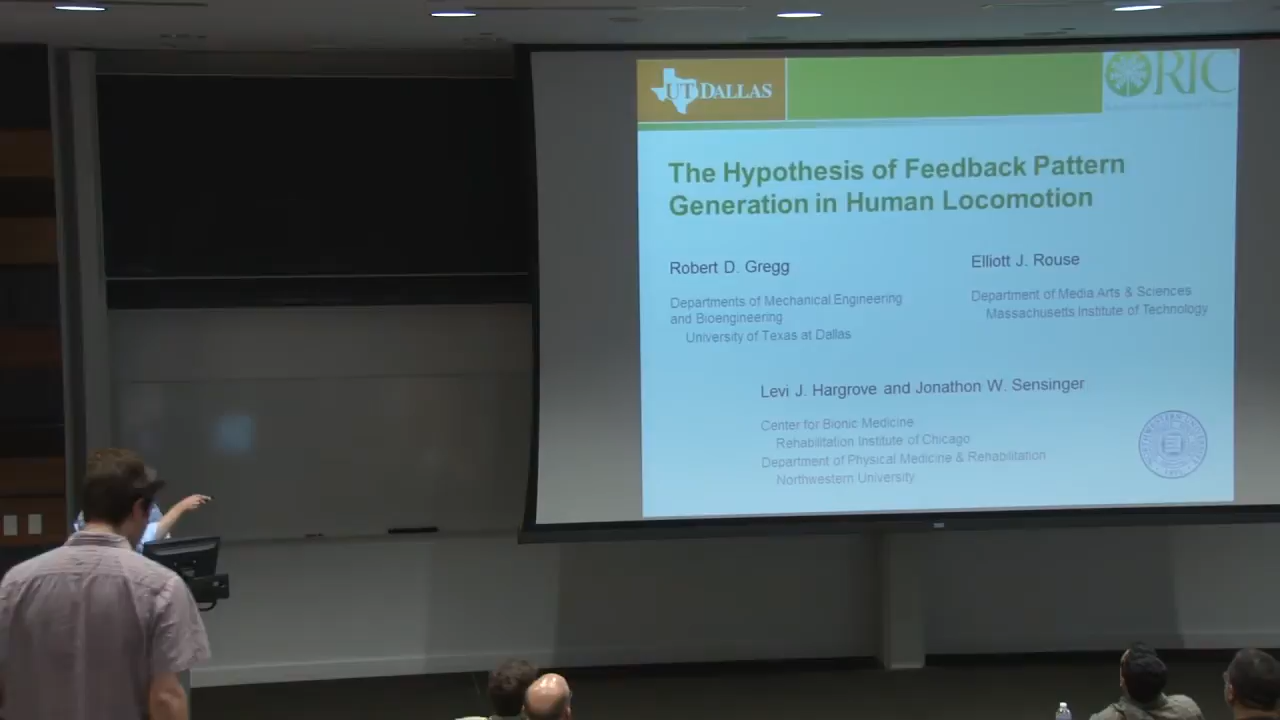 UT DALLAS
RIC
The Hypothesis of Feedback Pattern
Generation in Human Locomotion
Robert D. Gregg
Departments of Mechanical Engineering
and Bioengineering
University of Texas at Dallas
Elliott J. Rouse
Department of Media Arts & Sciences
Massachusetts Institute of Technology
Levi J. Hargrove and Jonathon W. Sensinger
Center for Bionic Medicine
Rehabilitation Institute of Chicago
Department of Physical Medicine & Rehabilitation
Northwestern University